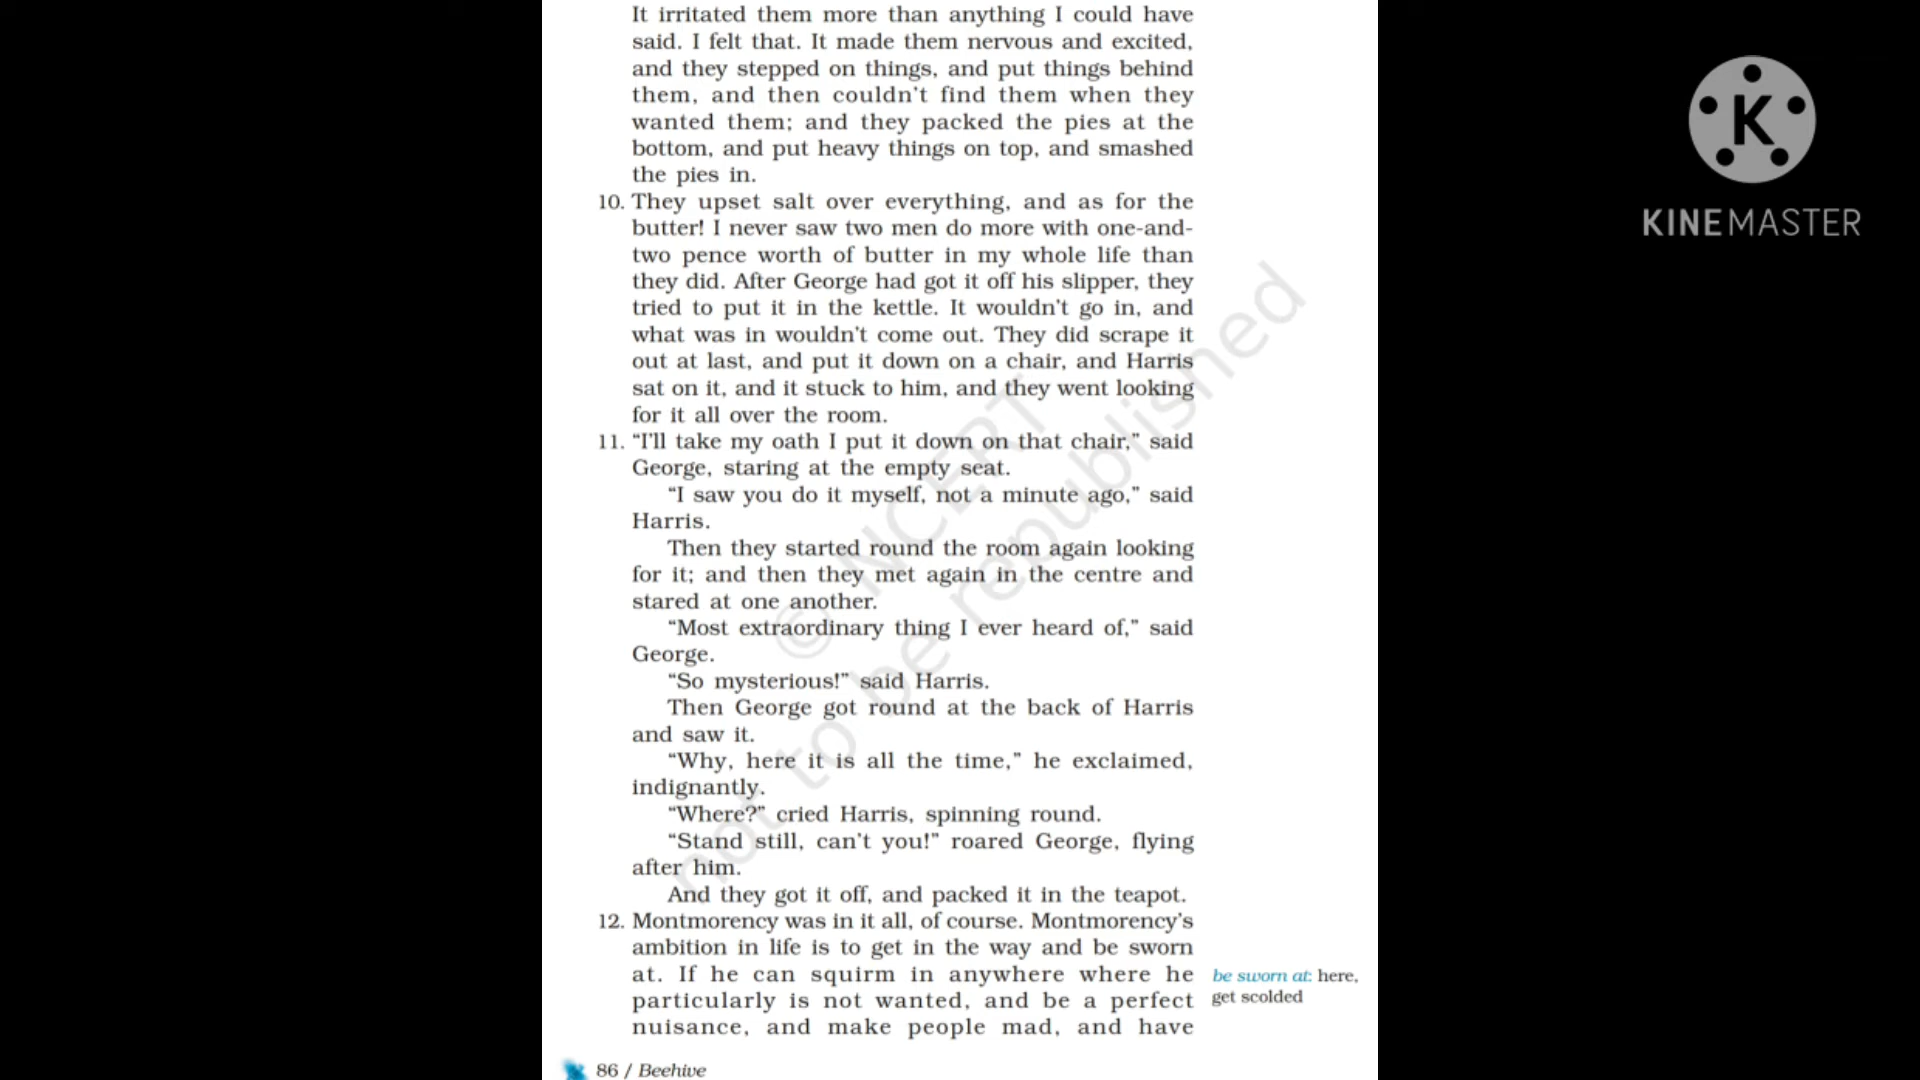 It irritated them more than anything I could have
said. I felt that. It made them nervous and excited,
and they stepped on things, and put things behind
them, and then couldn't find them when they
wanted them; and they packed the pies at the
bottom, and put heavy things on top, and smashed
the pies in.
10. They upset salt over everything, and as for the
butter! I never saw two men do more with one-and-
two pence worth of butter in my whole life than
they did. After George had got it off his slipper, they
tried to put it in the kettle. It wouldn't go in, and
what was in wouldn't come out. They did scrape it
out at last, and put it down on a chair, and Harris
sat on it, and it stuck to him, and they went looking
for it all over the room.
11. “I'll take my oath I put it down on that chair,” said
George, staring at the empty seat.
“I saw you do it myself, not a minute ago,” said
Harris.
Then they started round the room again looking
for it; and then they met again in the centre and
stared at one another.
“Most extraordinary thing I ever heard of,” said
George.
“So mysterious!” said Harris.
Then George got round at the back of Harris
and saw it.
“Why, here it is all the time,” he exclaimed,
indignantly.
“Where?” cried Harris, spinning round.
“Stand still, can't you!” roared George, flying
after him.
And they got it off, and packed it in the teapot.
12. Montmorency was in it all, of course. Montmorency's
ambition in life is to get in the way and be sworn
at. If he can squirm in anywhere where he
particularly is not wanted, and be a perfect
nuisance, and make people mad, and have
be sworn at: here,
get scolded
86 / Beehive
© NCERT
not to be republished
K
KINEMASTER